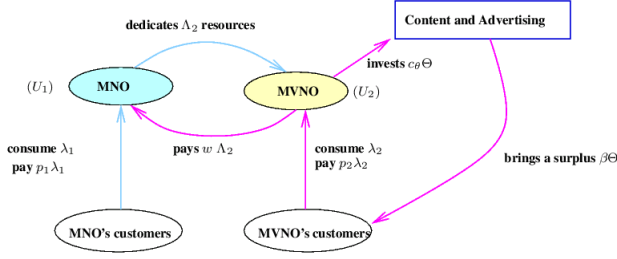 Content and Advertising
dedicates Λ₂ resources
invests c_θΘ
(U₁)
MNO
MVNO
(U₂)
consume λ₁
pay p₁λ₁
pays w Λ₂
consume λ₂
pay p₂λ₂
brings a surplus βΘ
MNO's customers
MVNO's customers